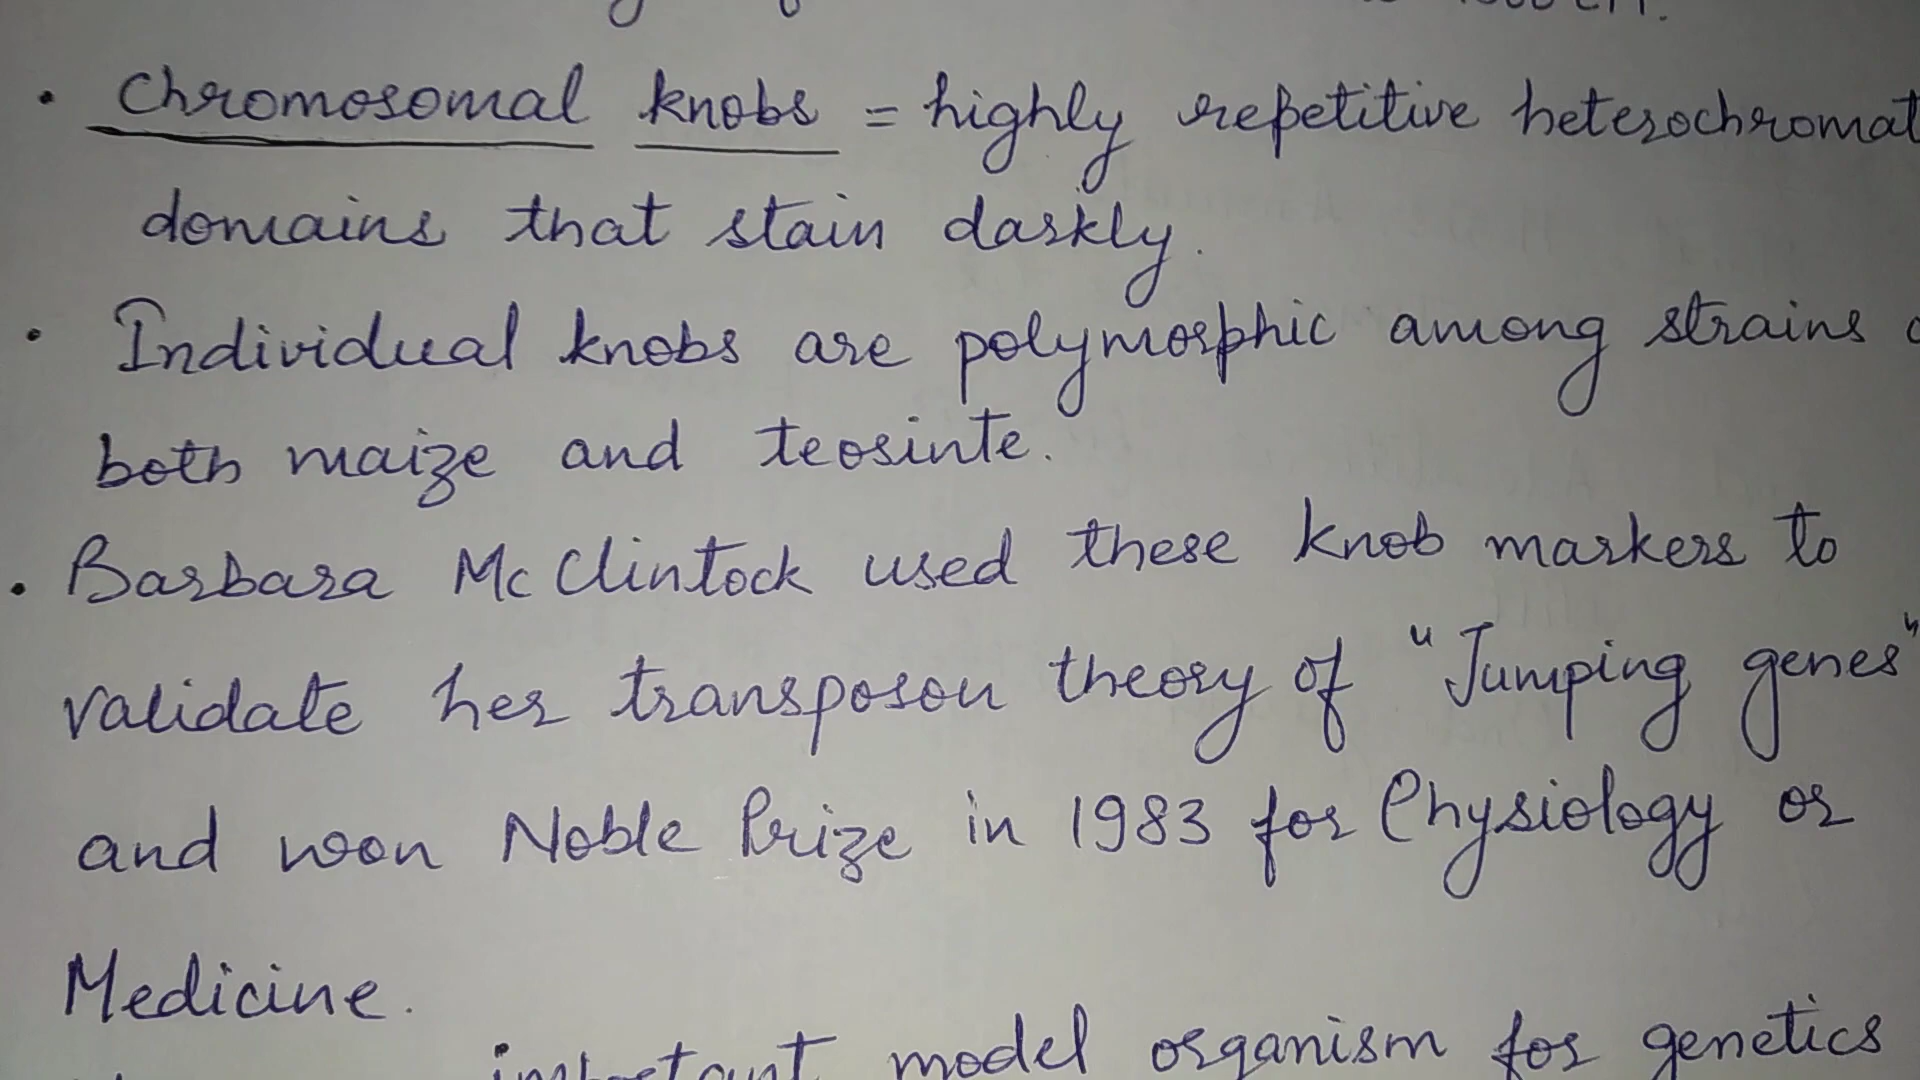 • Chromosomal knobs = highly repetitive heterochromat
domains that stain darkly.
• Individual knobs are polymorphic among strains
both maize and teosinte.
• Barbara McClintock used these knob markers to
validate her transposon theory of "Jumping genes"
and won Noble Prize in 1983 for Physiology or
Medicine.
important model organism for genetics